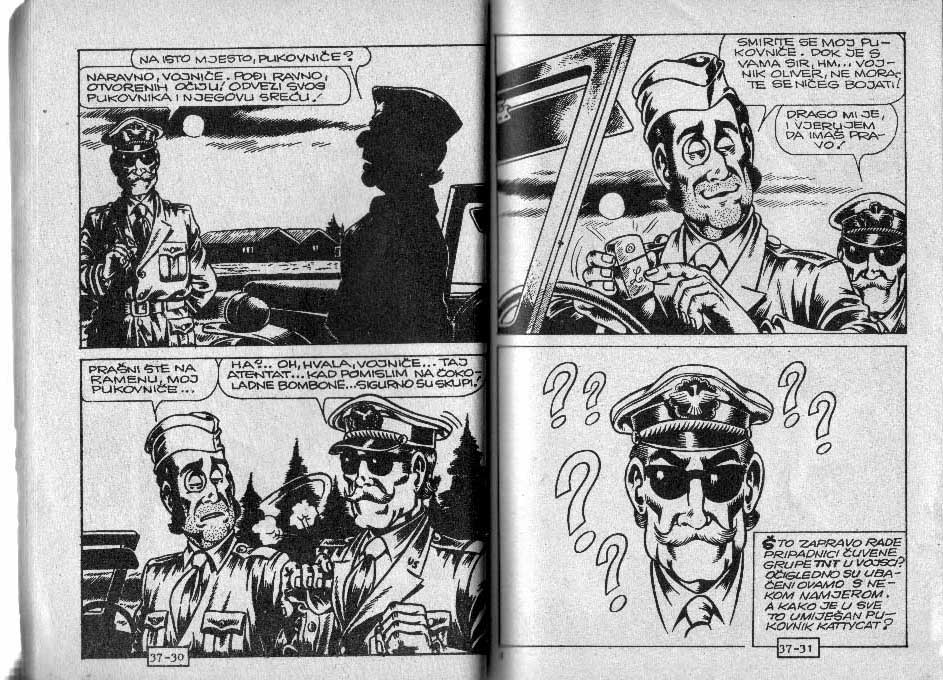 NA ISTO MJESTO, PUKOVNIČE?
NARAVNO, VOJNIČE. POĐI RAVNO,
OTVORENIH OČIJU! ODVEZI SVOG
PUKOVNIKA I NJEGOVU SREĆU!
PRAŠNI STE NA
RAMENU, MOJ
PUKOVNIČE...
HA?.. OH, HVALA, VOJNIČE... TAJ
ATENTAT... KAD POMISLIM NA ČOKO-
LADNE BOMBONE...SIGURNO SU SKUPI!
US
37-30
SMIRITE SE MOJ PU-
KOVNIČE. DOK JE S
VAMA SIR, HM... VOJ-
NIK OLIVER, NE MORA-
TE SE NIČEG BOJATI!
DRAGO MI JE,
I VJERUJEM
DA IMAŠ PRA-
VO!
? ?
? ?
?
?
?
ŠTO ZAPRAVO RADE
PRIPADNICI ČUVENE
GRUPE TNT U VOJSCI?
OČIGLEDNO SU UBA-
ČENI OVAMO S NE-
KOM NAMJEROM.
A KAKO JE U SVE
TO UMIJEŠAN PU-
KOVNIK KATTYCAT?
37-31